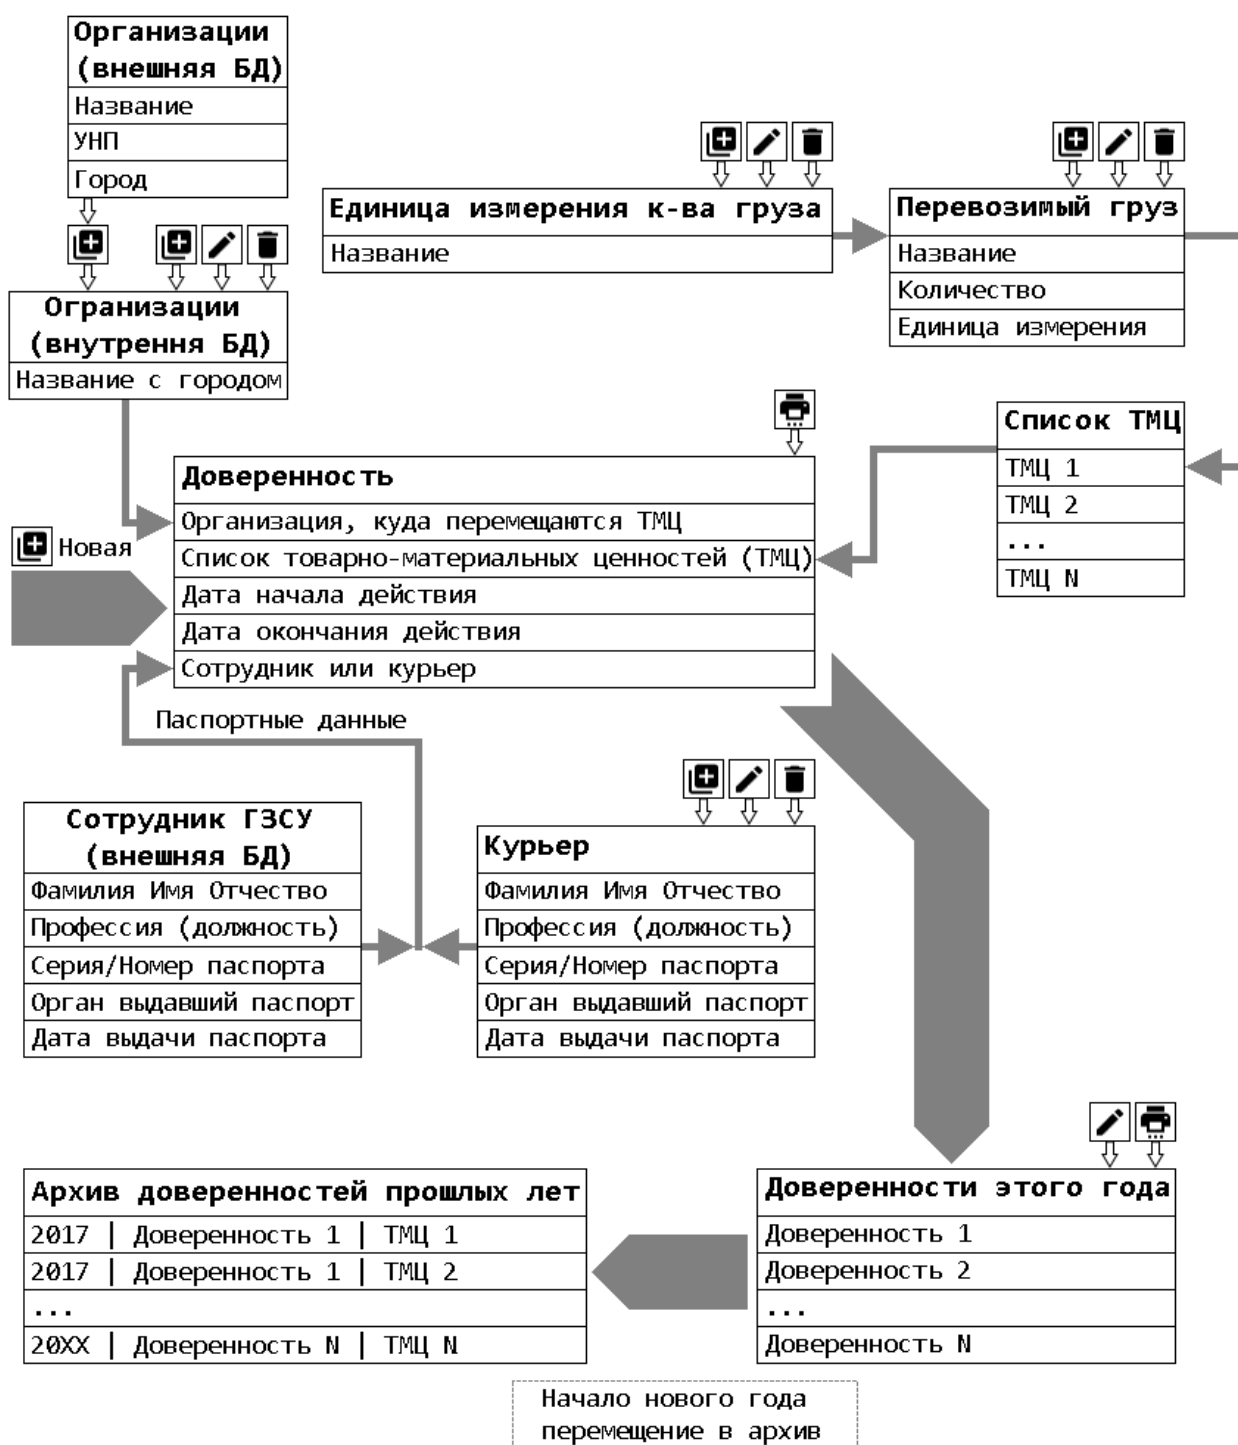 Организации
(внешняя БД)
Название
УНП
Город
Огранизации
(внутрення БД)
Название с городом
Единица измерения к-ва груза
Название
Перевозимый груз
Название
Количество
Единица измерения
Список ТМЦ
ТМЦ 1
ТМЦ 2
...
ТМЦ N
Новая
Доверенность
Организация, куда перемещаются ТМЦ
Список товарно-материальных ценностей (ТМЦ)
Дата начала действия
Дата окончания действия
Сотрудник или курьер
Паспортные данные
Сотрудник ГЗСУ
(внешняя БД)
Фамилия Имя Отчество
Профессия (должность)
Серия/Номер паспорта
Орган выдавший паспорт
Дата выдачи паспорта
Курьер
Фамилия Имя Отчество
Профессия (должность)
Серия/Номер паспорта
Орган выдавший паспорт
Дата выдачи паспорта
Архив доверенностей прошлых лет
2017 | Доверенность 1 | ТМЦ 1
2017 | Доверенность 1 | ТМЦ 2
...
20XX | Доверенность N | ТМЦ N
Доверенности этого года
Доверенность 1
Доверенность 2
...
Доверенность N
Начало нового года
перемещение в архив